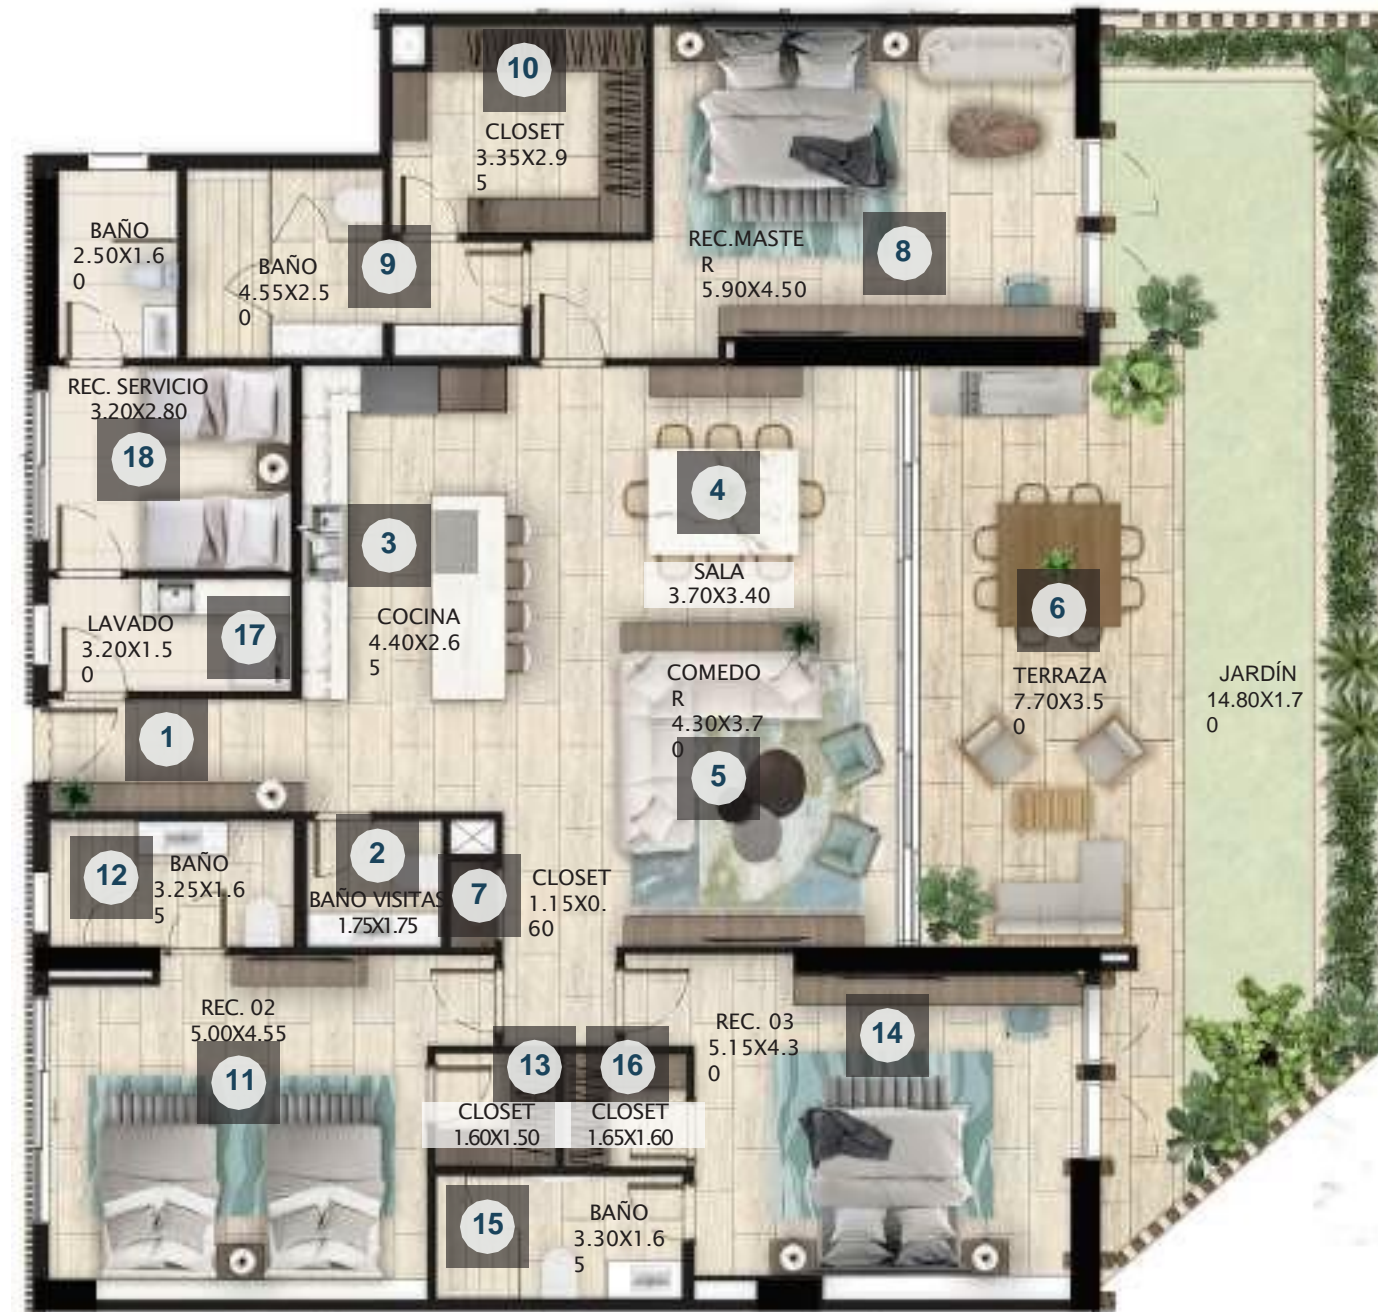 10
CLOSET
3.35X2.9
5
BAÑO
2.50X1.6
0
BAÑO
4.55X2.5
0
9
REC.MASTE
R
5.90X4.50
8
REC. SERVICIO
3.20X2.80
18
3
COCINA
4.40X2.6
5
4
SALA
3.70X3.40
6
TERRAZA
7.70X3.5
0
JARDÍN
14.80X1.7
0
LAVADO
3.20X1.5
0
17
COMEDO
R
4.30X3.7
0
5
1
12
BAÑO
3.25X1.6
5
2
BAÑO VISITAS
1.75X1.75
7
CLOSET
1.15X0.
60
REC. 02
5.00X4.55
11
13
CLOSET
1.60X1.50
16
CLOSET
1.65X1.60
REC. 03
5.15X4.3
0
14
15
BAÑO
3.30X1.6
5